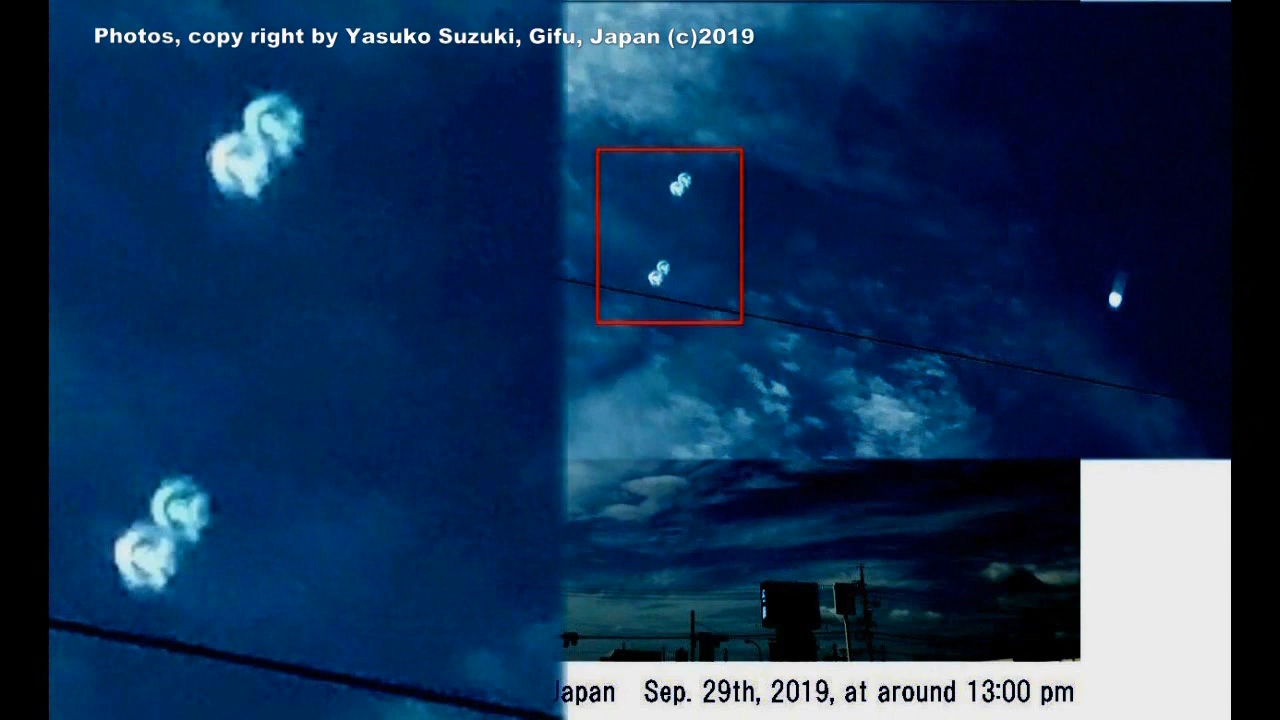 Photos, copy right by Yasuko Suzuki, Gifu, Japan (c)2019
Japan Sep. 29th, 2019, at around 13:00 pm